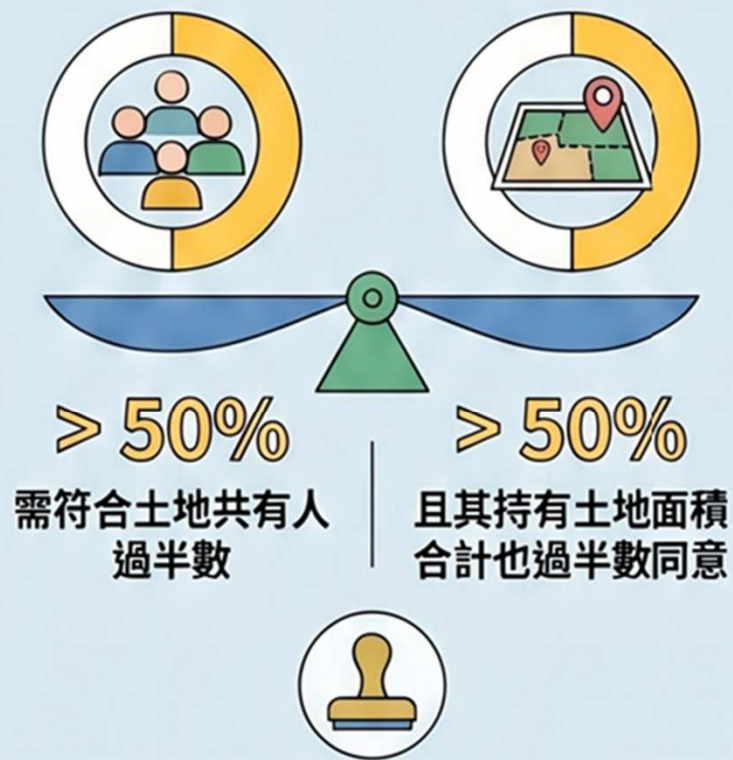 > 50%
需符合土地共有人
過半數
> 50%
且其持有土地面積
合計也過半數同意